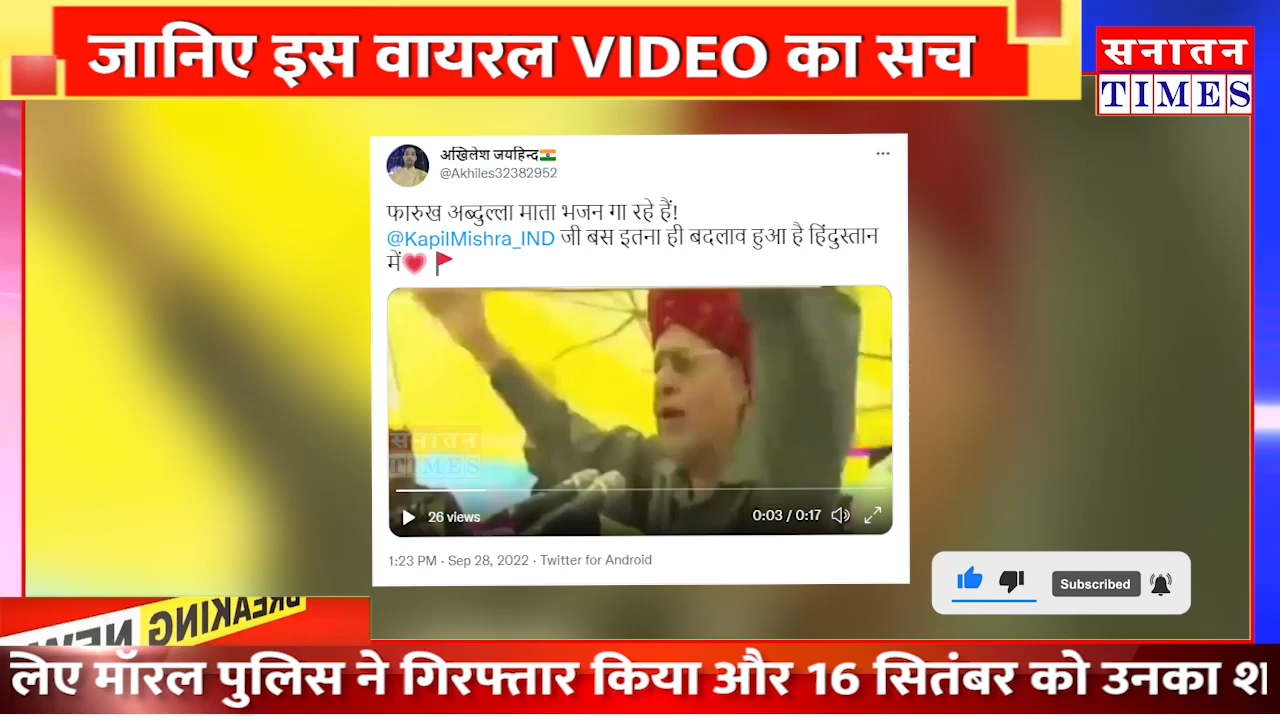 जानिए इस वायरल VIDEO का सच
सनातन
TIMES
अखिलेश जयहिन्द
@Akhiles32382952
फारुख अब्दुल्ला माता भजन गा रहे हैं!
@KapilMishra_IND जी बस इतना ही बदलाव हुआ है हिंदुस्तान
में
सनातन
TIMES
26 views
0:03 / 0:17
1:23 PM · Sep 28, 2022 · Twitter for Android
Subscribed
BREAKING
NEWS
लिए मॉरल पुलिस ने गिरफ्तार किया और 16 सितंबर को उनका